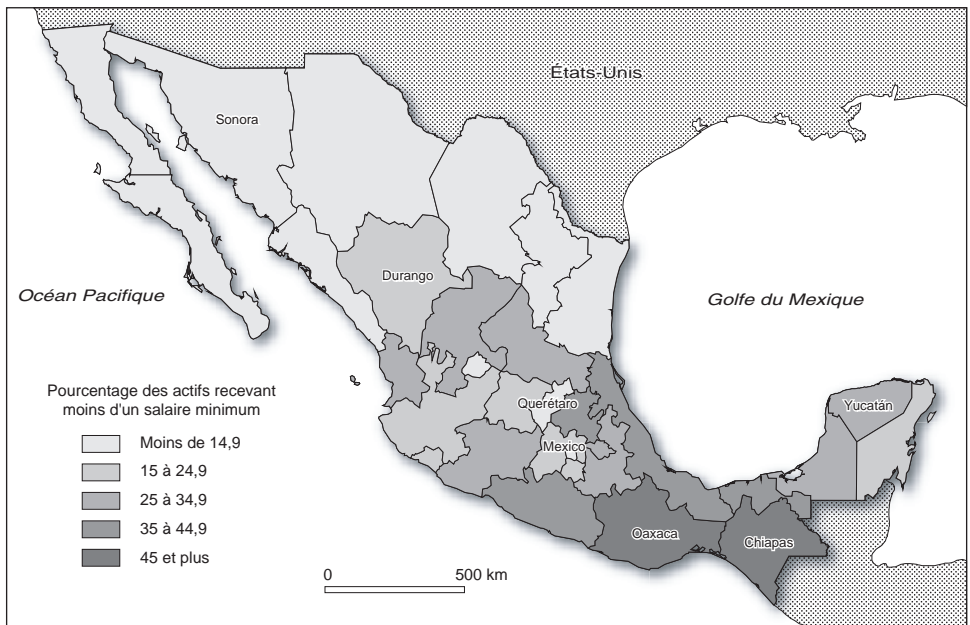 États-Unis
Sonora
Durango
Océan Pacifique
Golfe du Mexique
Pourcentage des actifs recevant
moins d'un salaire minimum
Moins de 14,9
15 à 24,9
25 à 34,9
35 à 44,9
45 et plus
Querétaro
Yucatán
Mexico
Oaxaca
Chiapas
0 500 km